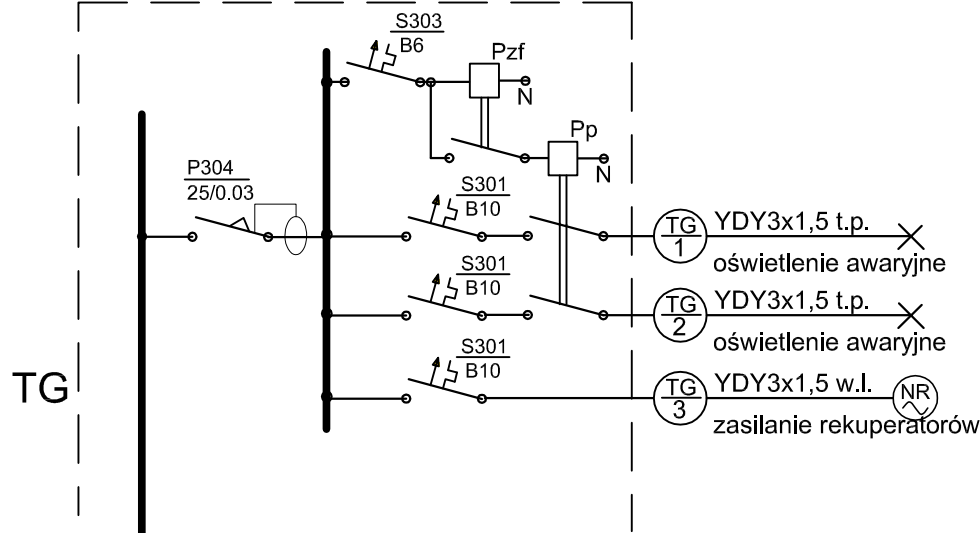 S303
B6
Pzf
N
Pp
N
P304
25/0.03
S301
B10
TG
1
YDY3x1,5 t.p.
oświetlenie awaryjne
S301
B10
TG
2
YDY3x1,5 t.p.
oświetlenie awaryjne
TG
S301
B10
TG
3
YDY3x1,5 w.l.
NR
zasilanie rekuperatorów